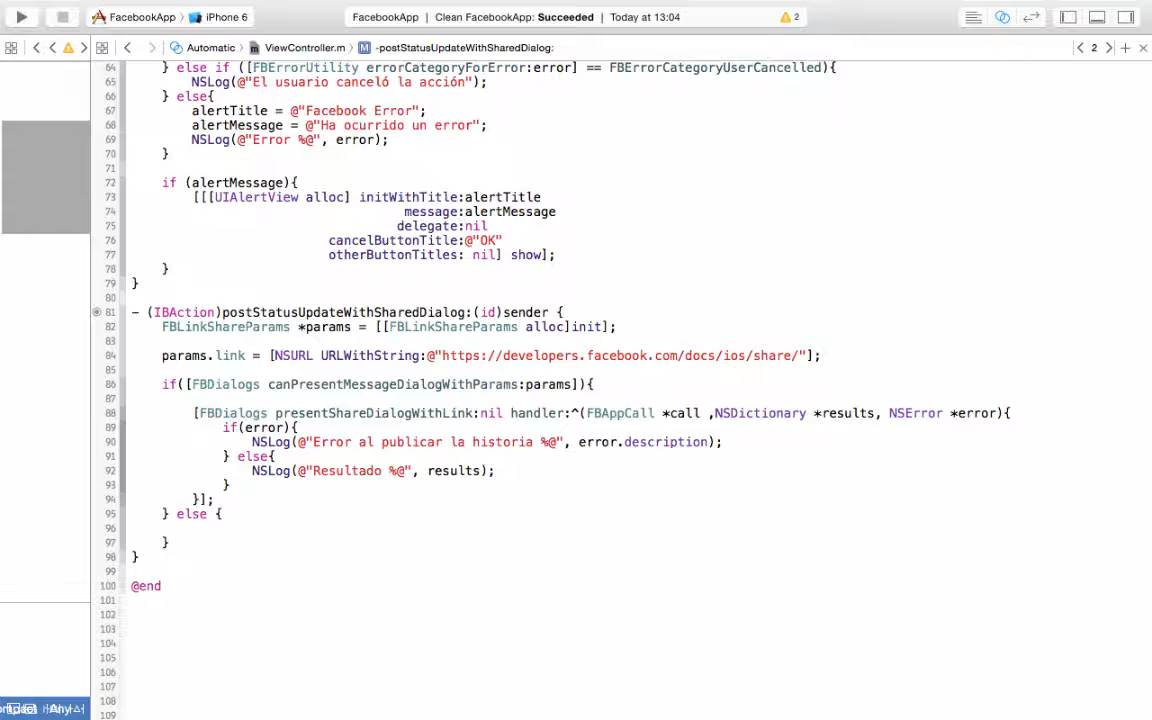 FacebookApp 〉 iPhone 6
FacebookApp | Clean FacebookApp: Succeeded | Today at 13:04
2
Automatic 〉 ViewController.m 〉 M -postStatusUpdateWithSharedDialog:
2
64 } else if ([FBErrorUtility errorCategoryForError:error] == FBErrorCategoryUserCancelled){
65 NSLog(@"El usuario canceló la acción");
66 } else{
67 alertTitle = @"Facebook Error";
68 alertMessage = @"Ha ocurrido un error";
69 NSLog(@"Error %@", error);
70 }
71
72 if (alertMessage){
73 [[[UIAlertView alloc] initWithTitle:alertTitle
74 message:alertMessage
75 delegate:nil
76 cancelButtonTitle:@"OK"
77 otherButtonTitles: nil] show];
78 }
79 }
80
81 - (IBAction)postStatusUpdateWithSharedDialog:(id)sender {
82 FBLinkShareParams *params = [[FBLinkShareParams alloc]init];
83
84 params.link = [NSURL URLWithString:@"https://developers.facebook.com/docs/ios/share/"];
85
86 if([FBDialogs canPresentMessageDialogWithParams:params]){
87
88 [FBDialogs presentShareDialogWithLink:nil handler:^(FBAppCall *call ,NSDictionary *results, NSError *error){
89 if(error){
90 NSLog(@"Error al publicar la historia %@", error.description);
91 } else{
92 NSLog(@"Resultado %@", results);
93 }
94 }];
95 } else {
96
97 }
98 }
99
100 @end
101
102
103
104
105
106
107
108
109
Any